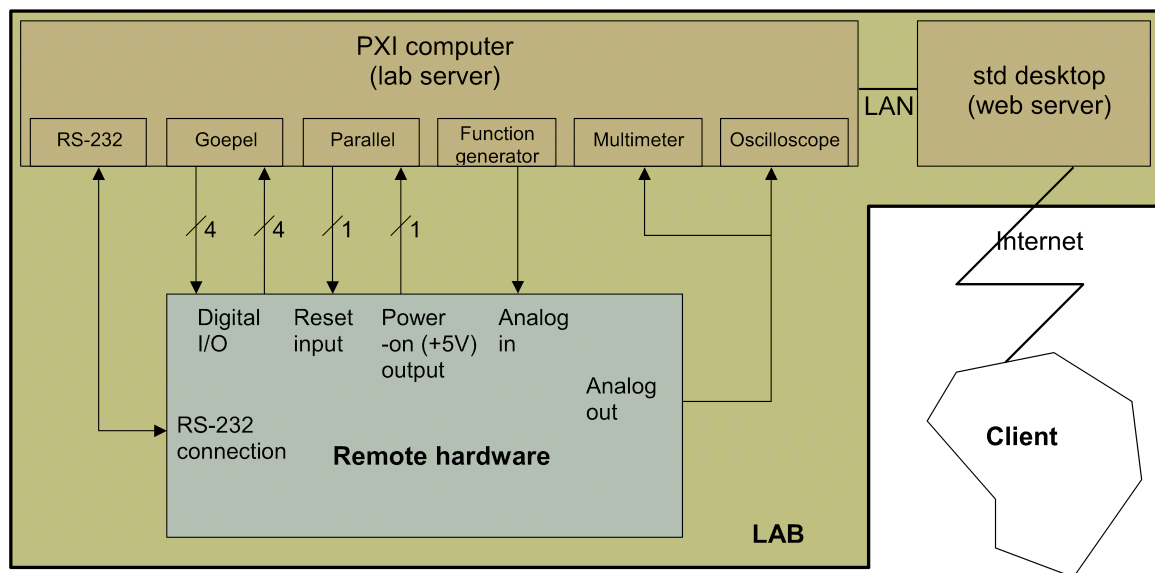 PXI computer
(lab server)
std desktop
(web server)
LAN
RS-232
Goepel
Parallel
Function
generator
Multimeter
Oscilloscope
4
4
1
1
Internet
Digital
I/O
Reset
input
Power
-on (+5V)
output
Analog
in
Analog
out
RS-232
connection
Remote hardware
Client
LAB